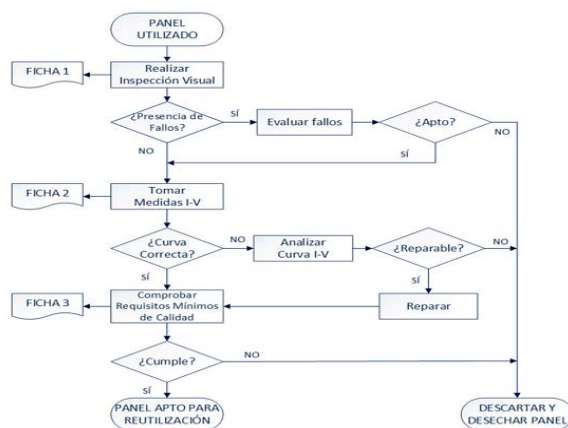 PANEL
UTILIZADO
FICHA 1
Realizar
Inspección Visual
¿Presencia de
Fallos?
SÍ
Evaluar fallos
¿Apto?
NO
NO
SÍ
FICHA 2
Tomar
Medidas I-V
¿Curva
Correcta?
NO
Analizar
Curva I-V
¿Reparable?
NO
SÍ
SÍ
FICHA 3
Comprobar
Requisitos Mínimos
de Calidad
Reparar
¿Cumple?
NO
SÍ
PANEL APTO PARA
REUTILIZACIÓN
DESCARTAR Y
DESECHAR PANEL